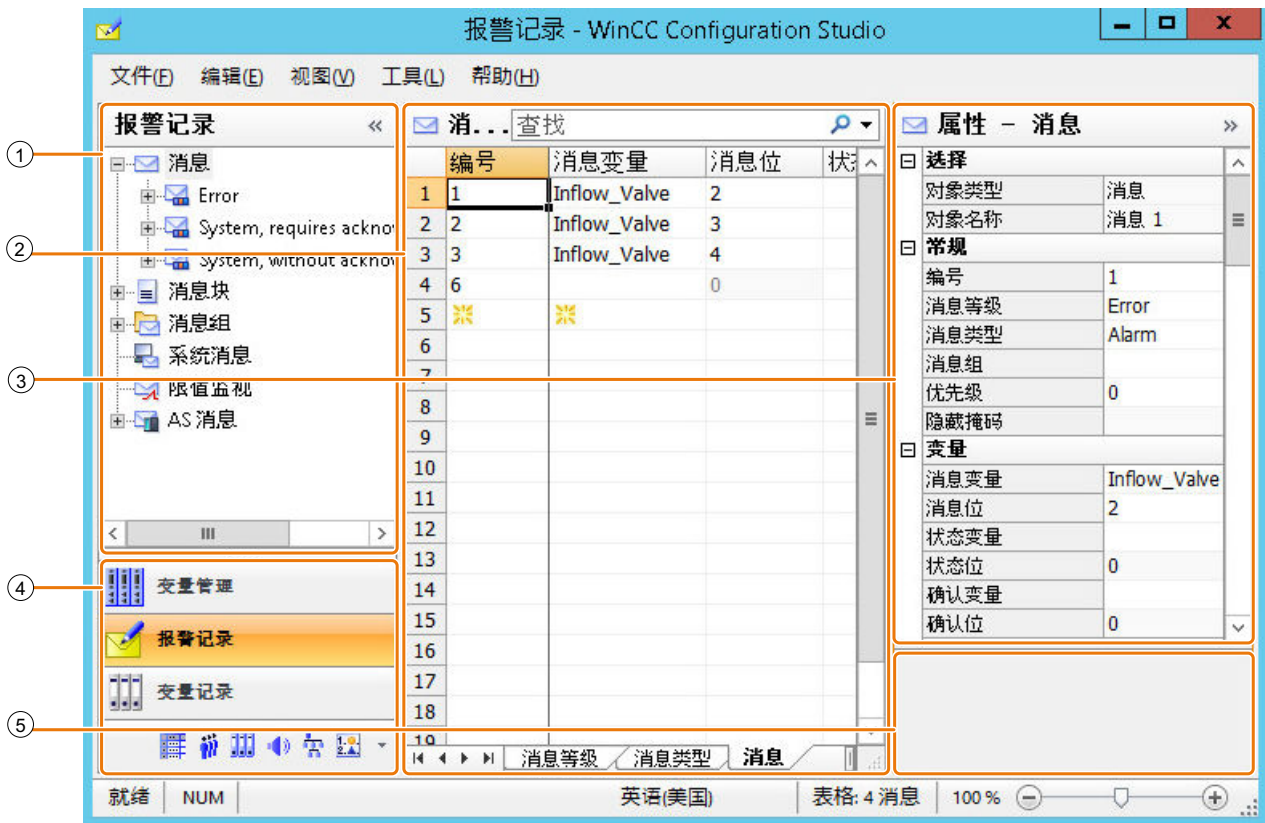 报警记录 - WinCC Configuration Studio
文件(F) 编辑(E) 视图(V) 工具(L) 帮助(H)
报警记录 «
消息
Error
System, requires acknow
System, without acknow
消息块
消息组
系统消息
限值监视
AS 消息
变量管理
报警记录
变量记录
消... 查找
编号 消息变量 消息位 状态
1 1 Inflow_Valve 2
2 2 Inflow_Valve 3
3 3 Inflow_Valve 4
4 6 0
5
6
7
8
9
10
11
12
13
14
15
16
17
18
19
消息等级 消息类型 消息
属性 - 消息 »
选择
对象类型 消息
对象名称 消息 1
常规
编号 1
消息等级 Error
消息类型 Alarm
消息组
优先级 0
隐藏掩码
变量
消息变量 Inflow_Valve
消息位 2
状态变量
状态位 0
确认变量
确认位 0
就绪 NUM 英语(美国) 表格: 4 消息 100 %
①
②
③
④
⑤